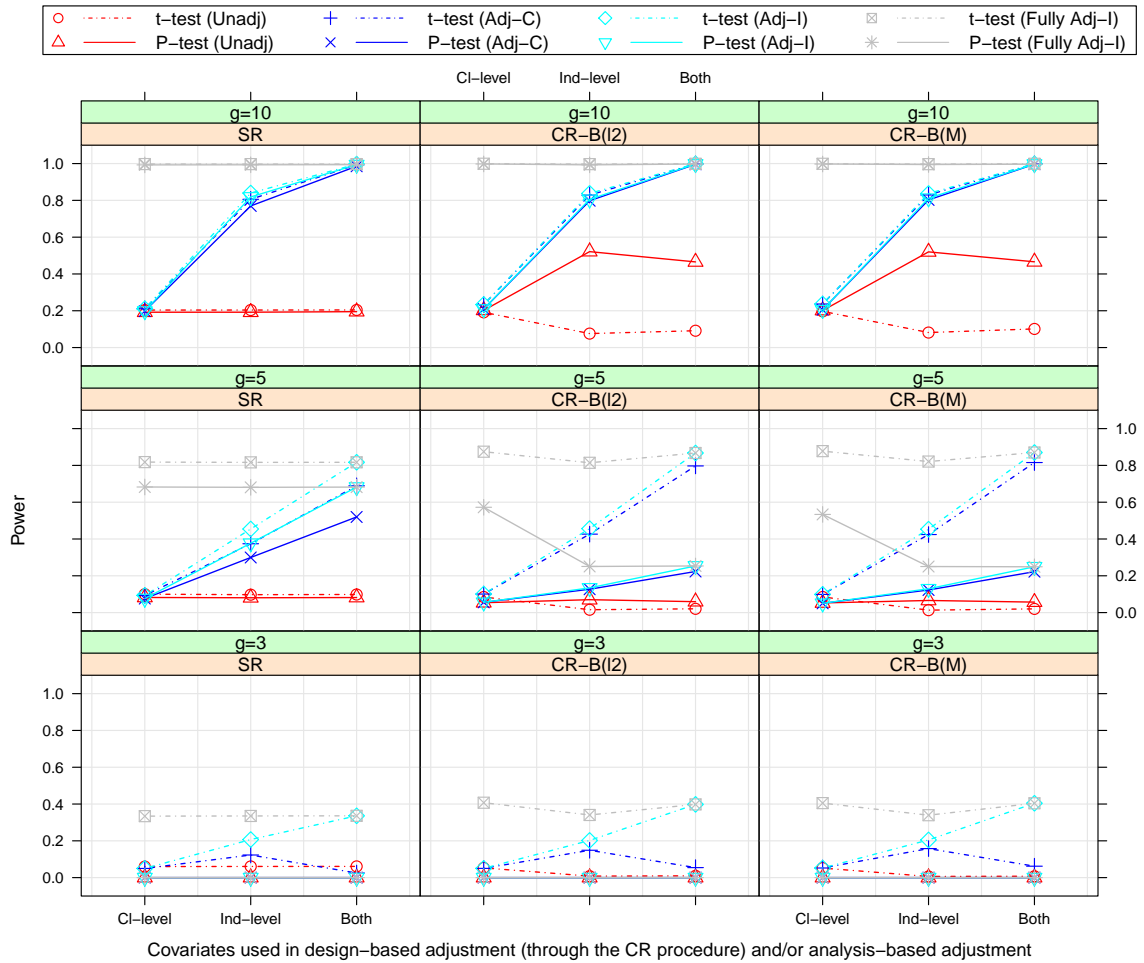 t−test (Unadj) t−test (Adj−C) t−test (Adj−I) t−test (Fully Adj−I)
P−test (Unadj) P−test (Adj−C) P−test (Adj−I) P−test (Fully Adj−I)
Cl−level Ind−level Both
g=10 g=10 g=10
SR CR−B(l2) CR−B(M)
1.0
0.8
0.6
0.4
0.2
0.0
g=5 g=5 g=5
SR CR−B(l2) CR−B(M)
1.0
0.8
0.6
0.4
0.2
0.0
Power
g=3 g=3 g=3
SR CR−B(l2) CR−B(M)
1.0
0.8
0.6
0.4
0.2
0.0
Cl−level Ind−level Both Cl−level Ind−level Both
Covariates used in design−based adjustment (through the CR procedure) and/or analysis−based adjustment